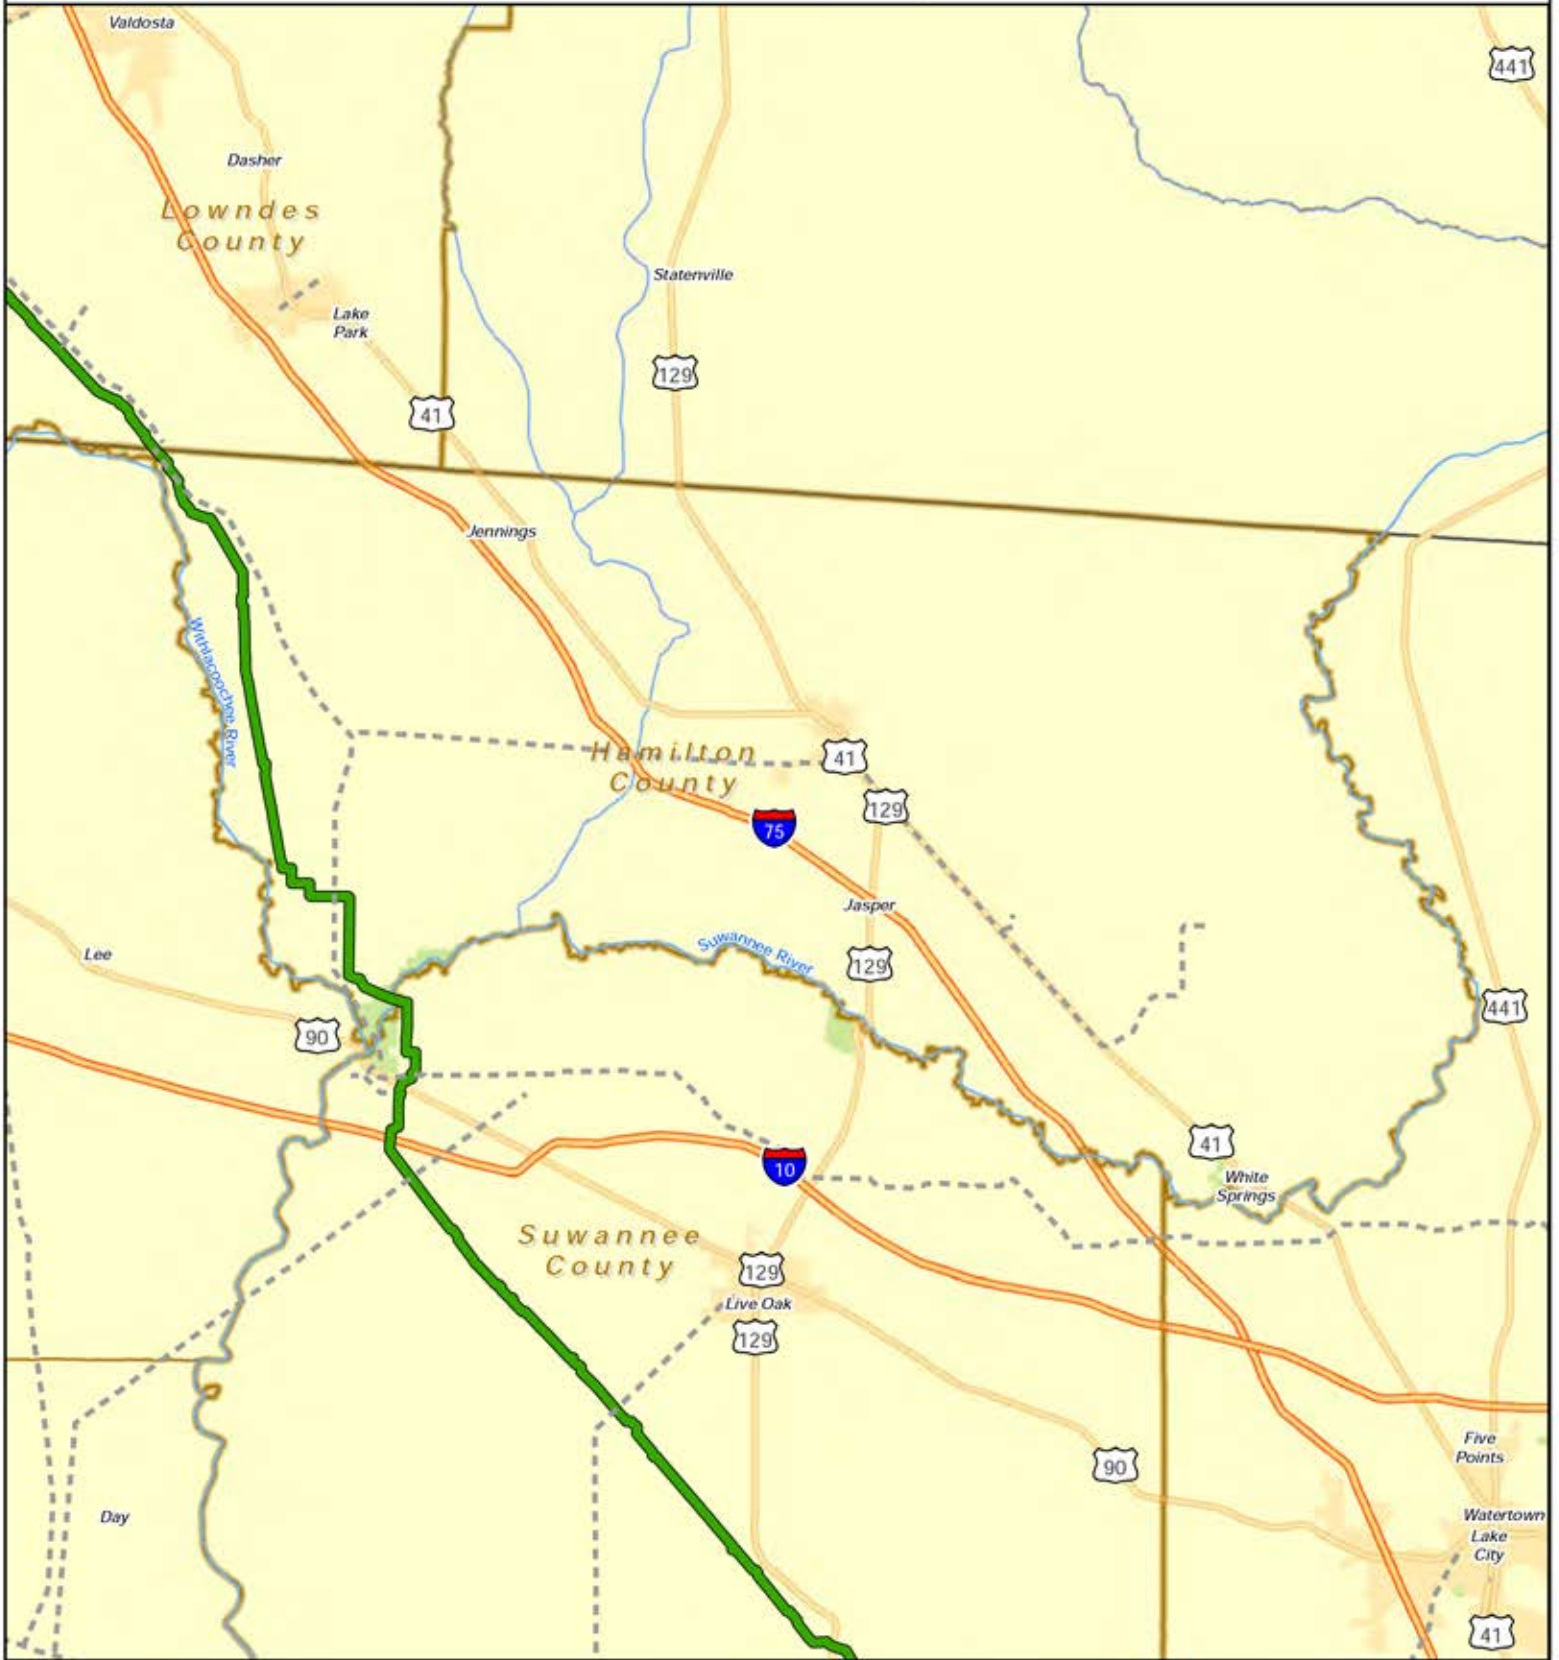 Valdosta
441
Dasher
Lowndes
County
Statenville
Lake
Park
129
41
Jennings
Withlacoochee River
Hamilton
County
41
129
75
Jasper
Suwannee River
129
Lee
90
441
41
10
White
Springs
Suwannee
County
129
Live Oak
129
Five
Points
90
Day
Watertown
Lake
City
41